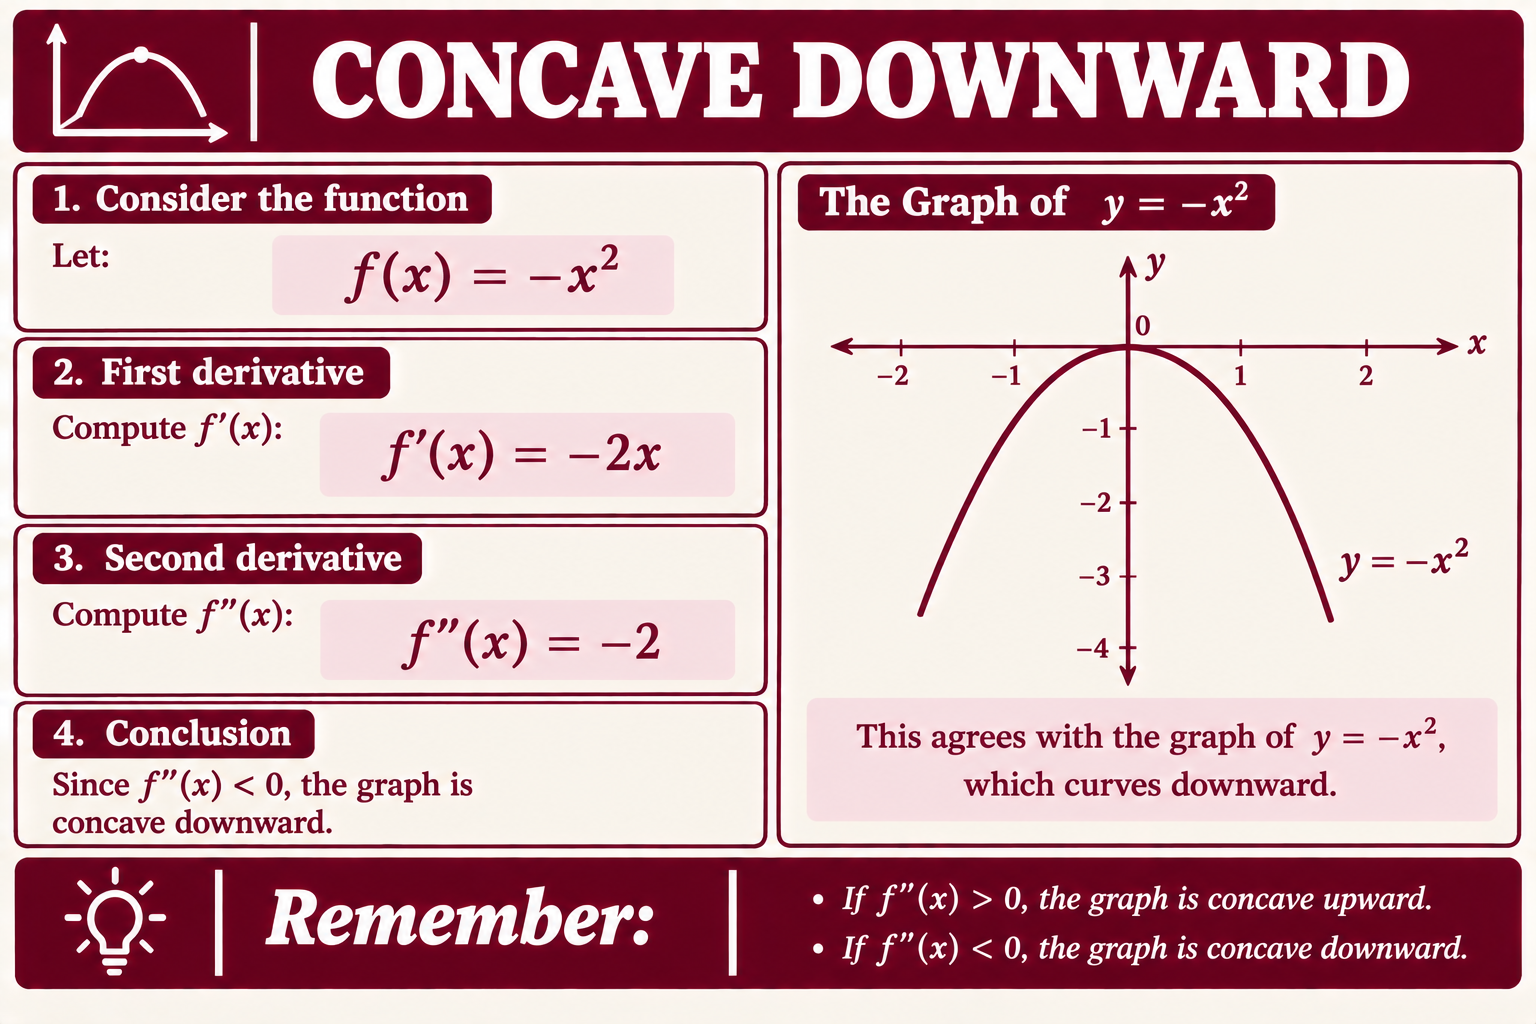 CONCAVE DOWNWARD
1. Consider the function
Let:
f(x) = −x²
2. First derivative
Compute f′(x):
f′(x) = −2x
3. Second derivative
Compute f″(x):
f″(x) = −2
4. Conclusion
Since f″(x) < 0, the graph is
concave downward.
The Graph of y = −x²
y
0
x
−2 −1 1 2
−1
−2
−3
−4
y = −x²
This agrees with the graph of y = −x²,
which curves downward.
Remember:
• If f″(x) > 0, the graph is concave upward.
• If f″(x) < 0, the graph is concave downward.